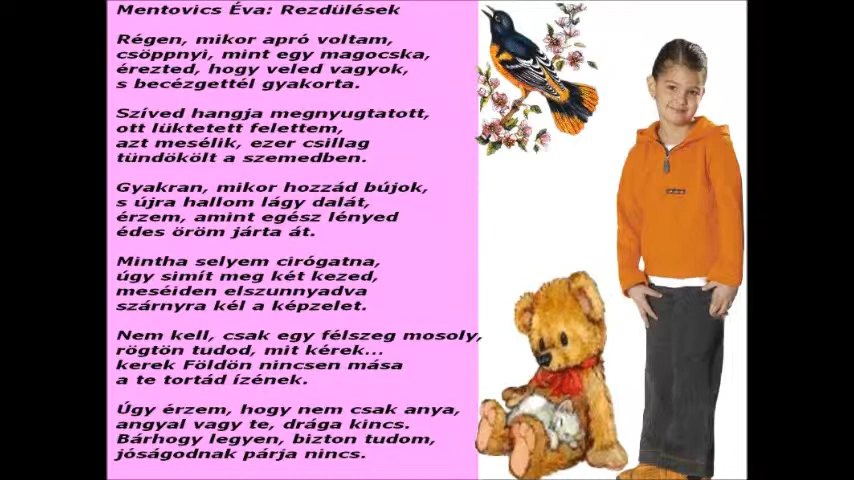 Mentovics Éva: Rezdülések
Régen, mikor apró voltam,
csöppnyi, mint egy magocska,
érezted, hogy veled vagyok,
s becézgettél gyakorta.
Szíved hangja megnyugtatott,
ott lüktetett felettem,
azt mesélik, ezer csillag
tündökölt a szemedben.
Gyakran, mikor hozzád bújok,
s újra hallom lágy dalát,
érzem, amint egész lényed
édes öröm járta át.
Mintha selyem cirógatna,
úgy simít meg két kezed,
meséiden elszunnyadva
szárnyra kél a képzelet.
Nem kell, csak egy félszeg mosoly,
rögtön tudod, mit kérek...
kerek Földön nincsen mása
a te tortád ízének.
Úgy érzem, hogy nem csak anya,
angyal vagy te, drága kincs.
Bárhogy legyen, bizton tudom,
jóságodnak párja nincs.